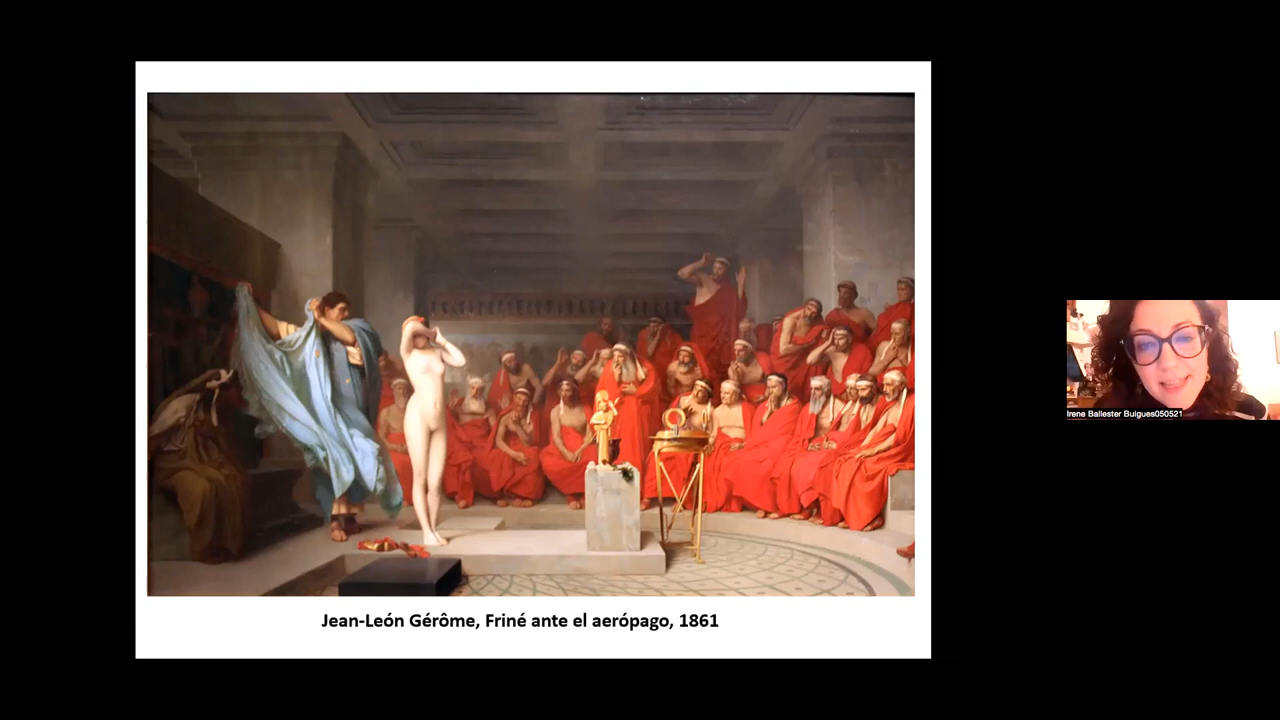 Jean-León Gérôme, Friné ante el aerópago, 1861
Irene Ballester Buigues050521